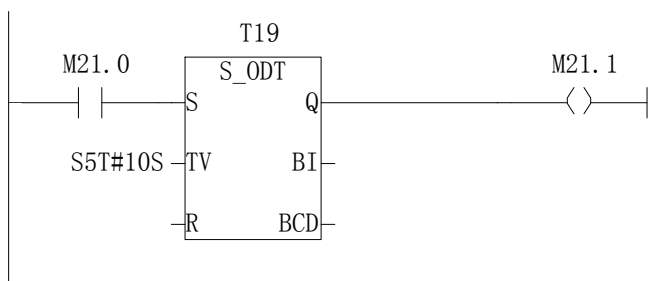 T19
M21.0
S_ODT
M21.1
S
Q
S5T#10S
TV
BI
R
BCD